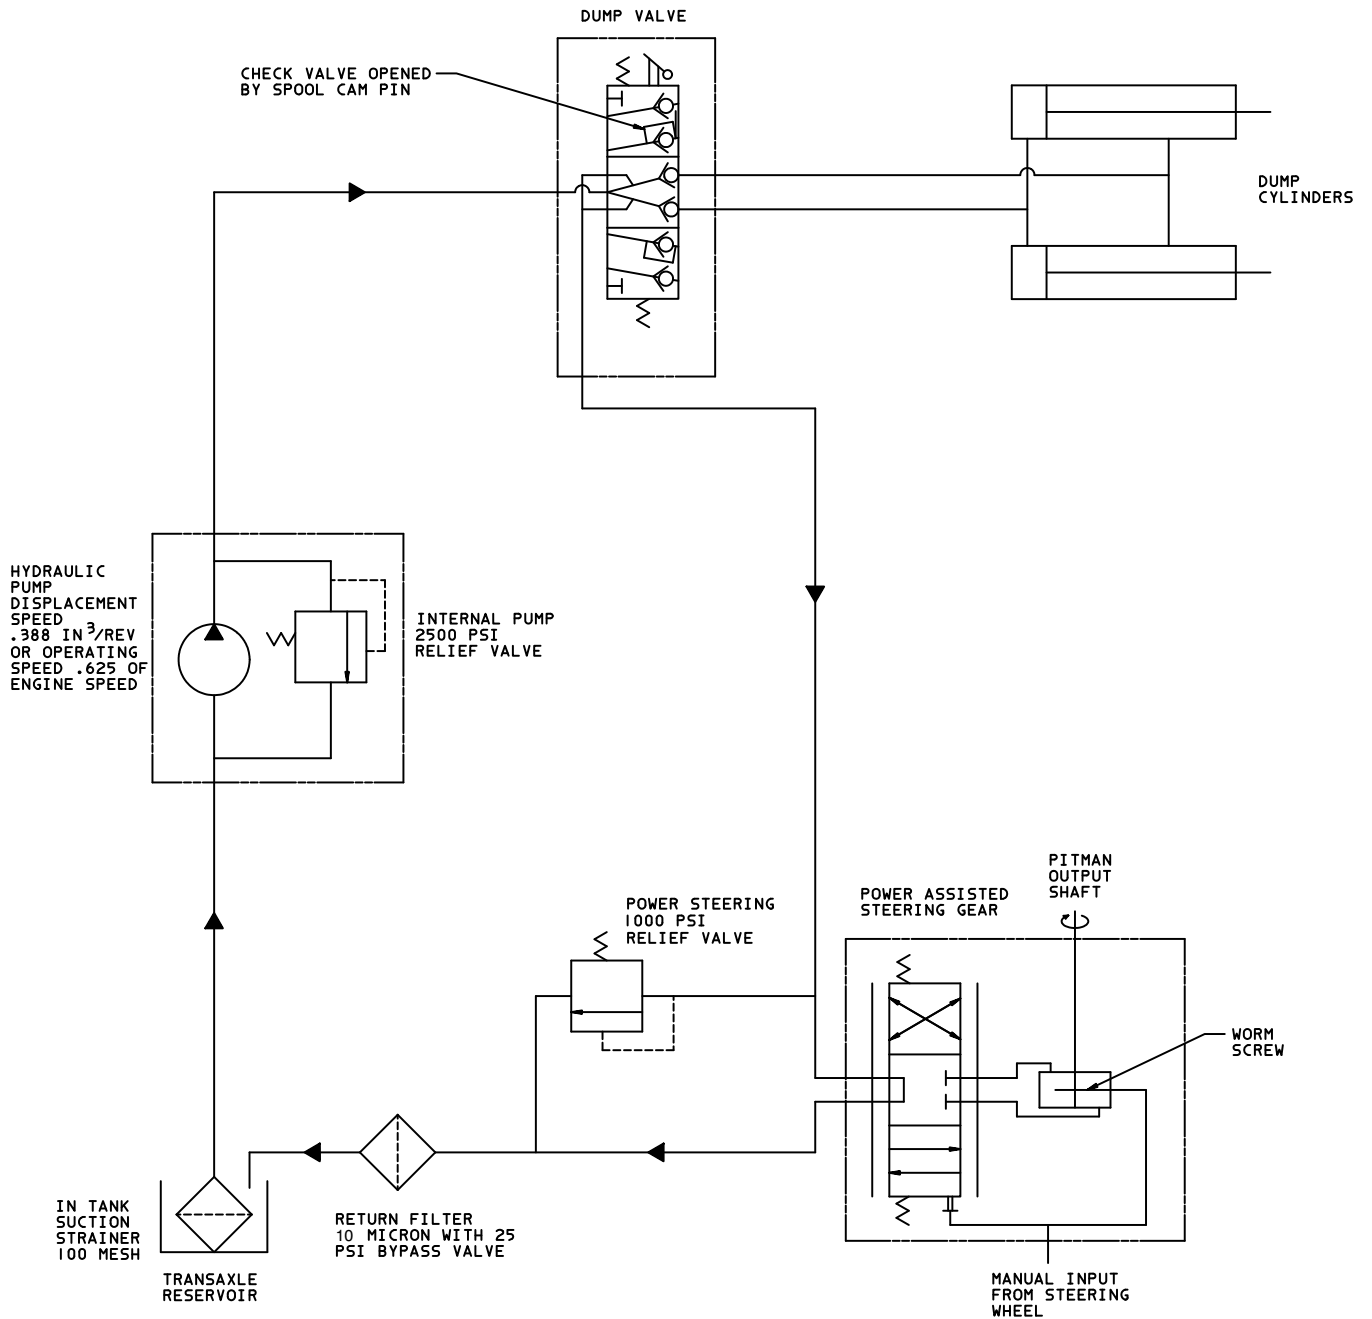 DUMP VALVE
CHECK VALVE OPENED
BY SPOOL CAM PIN
DUMP
CYLINDERS
HYDRAULIC
PUMP
DISPLACEMENT
SPEED
.388 IN³/REV
OR OPERATING
SPEED .625 OF
ENGINE SPEED
INTERNAL PUMP
2500 PSI
RELIEF VALVE
PITMAN
OUTPUT
SHAFT
POWER ASSISTED
STEERING GEAR
POWER STEERING
1000 PSI
RELIEF VALVE
WORM
SCREW
IN TANK
SUCTION
STRAINER
100 MESH
RETURN FILTER
10 MICRON WITH 25
PSI BYPASS VALVE
TRANSAXLE
RESERVOIR
MANUAL INPUT
FROM STEERING
WHEEL